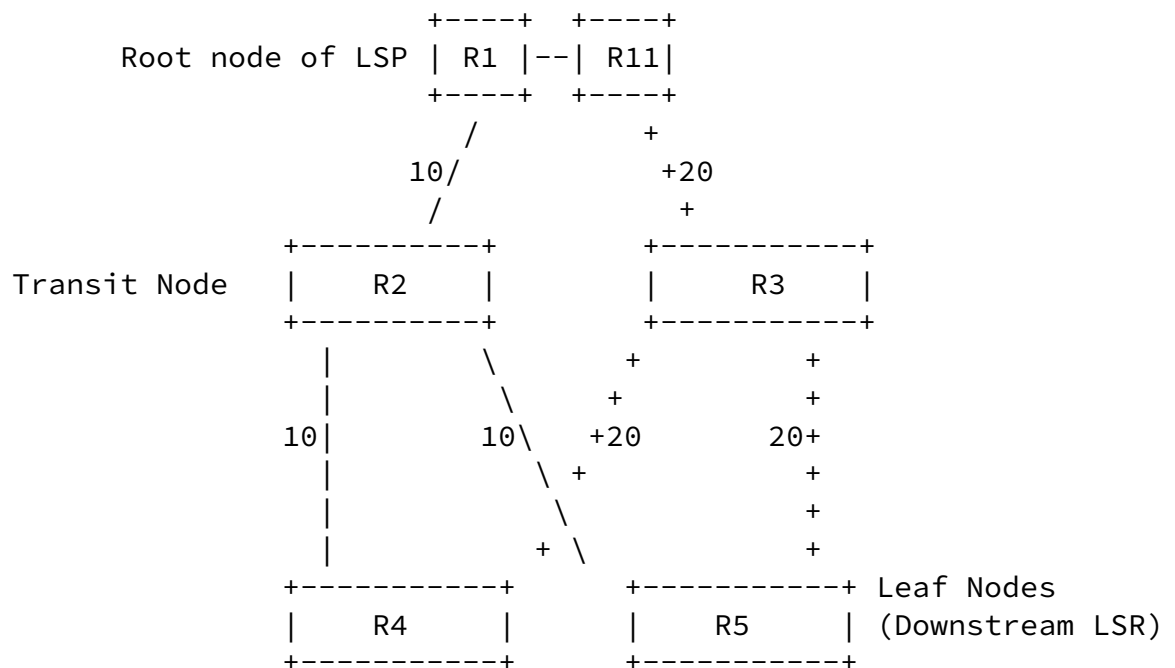 +----+  +----+
Root node of LSP | R1 |--| R11|
+----+  +----+
/         +
10/           +20
/             +
+----------+        +-----------+
Transit Node   |    R2    |        |     R3    |
+----------+        +-----------+
|        \       +         +
|         \     +          +
10|        10\   +20      20+
|           \ +            +
|            \             +
|           + \            +
+-----------+      +-----------+ Leaf Nodes
|    R4     |      |    R5     | (Downstream LSR)
+-----------+      +-----------+